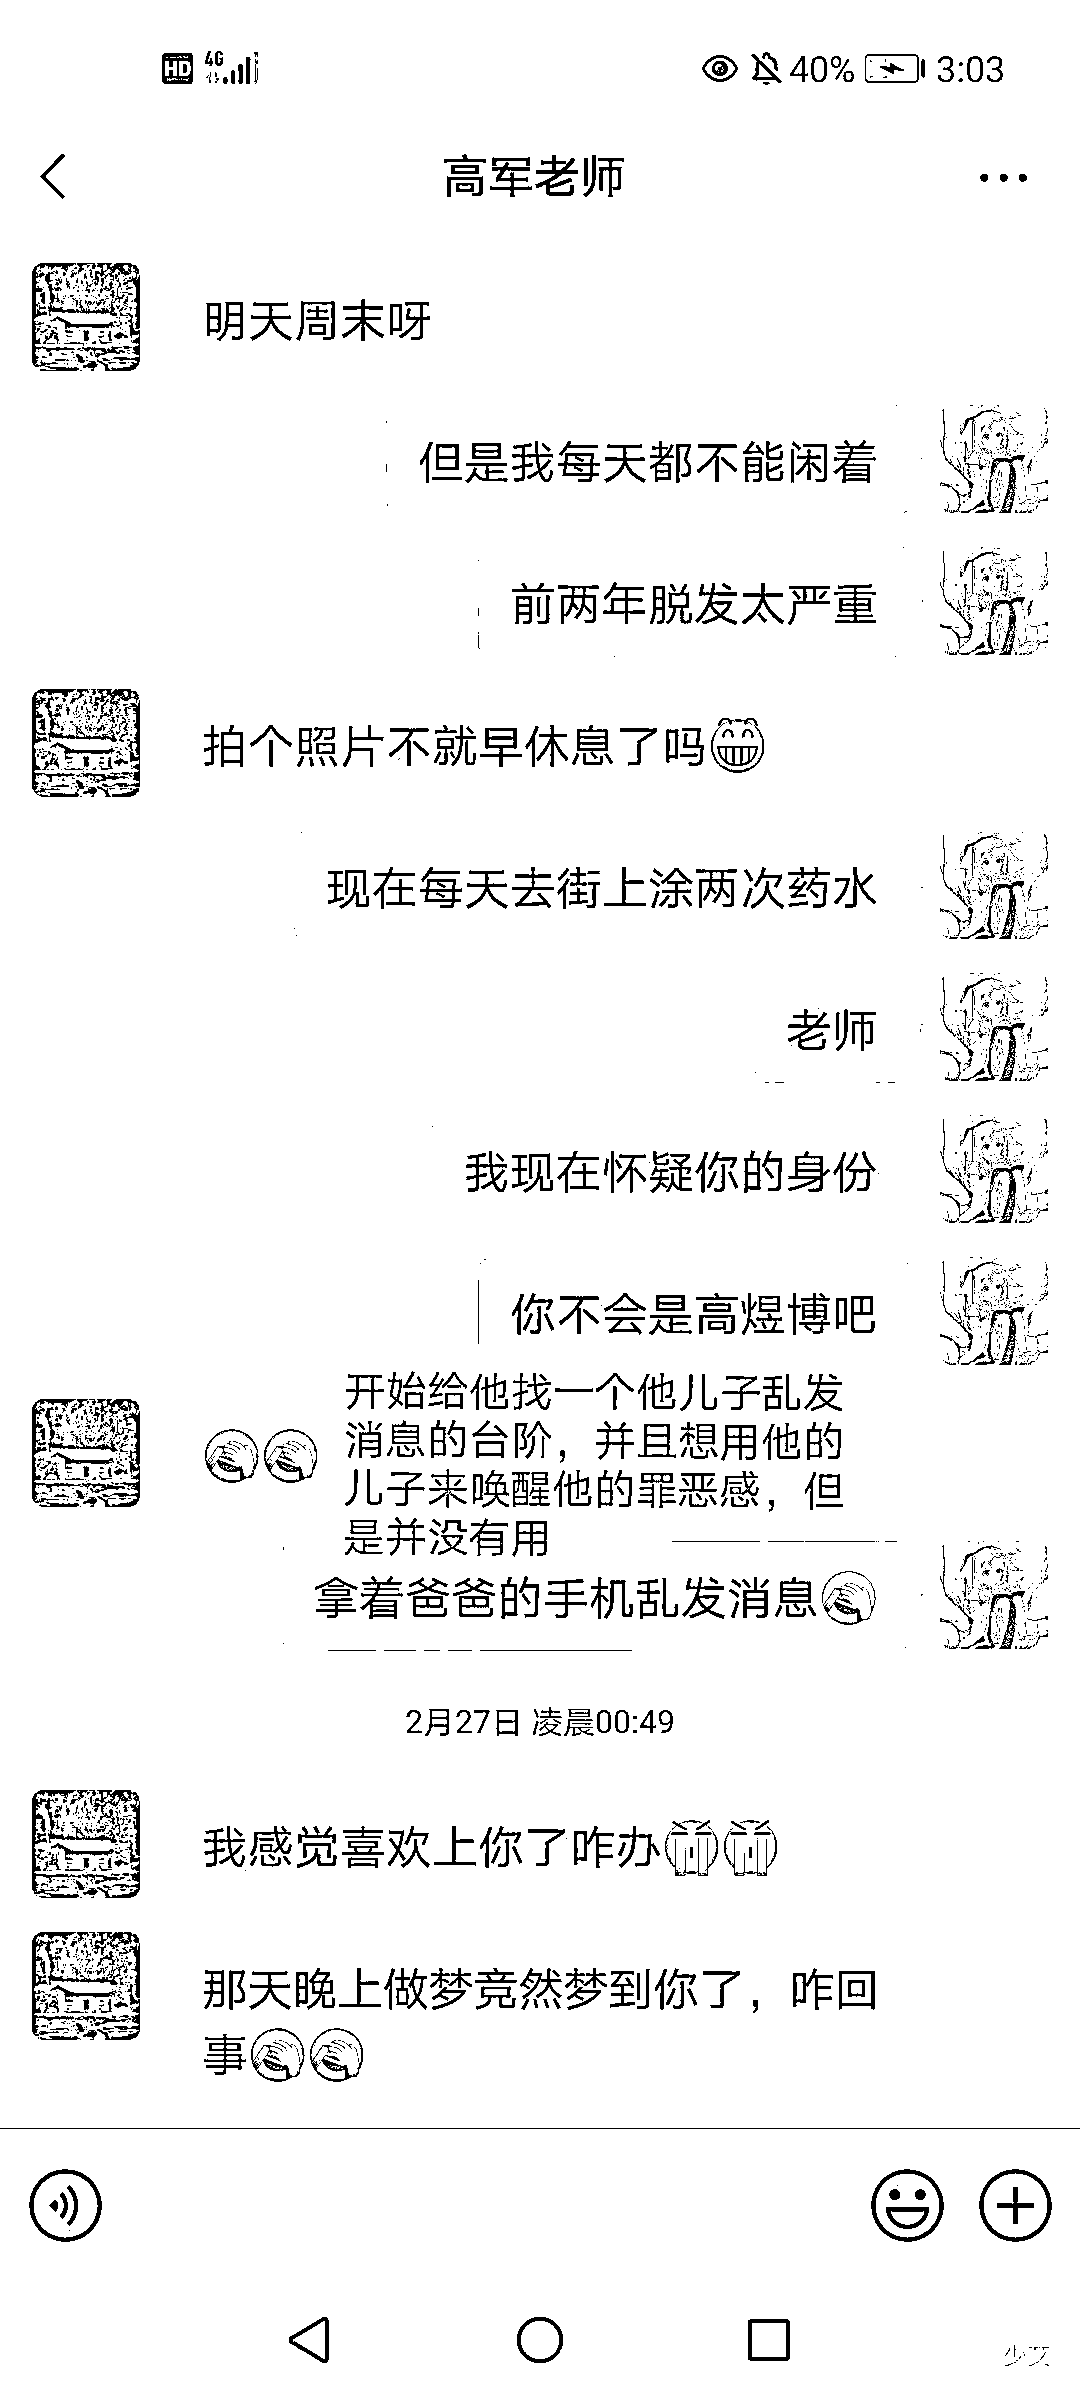 HD 4G 40% 3:03
高军老师
明天周末呀
但是我每天都不能闲着
前两年脱发太严重
拍个照片不就早休息了吗
现在每天去街上涂两次药水
老师
我现在怀疑你的身份
你不会是高煜博吧
开始给他找一个他儿子乱发
消息的台阶，并且想用他的
儿子来唤醒他的罪恶感，但
是并没有用
拿着爸爸的手机乱发消息
2月27日 凌晨00:49
我感觉喜欢上你了咋办
那天晚上做梦竞然梦到你了，咋回
事